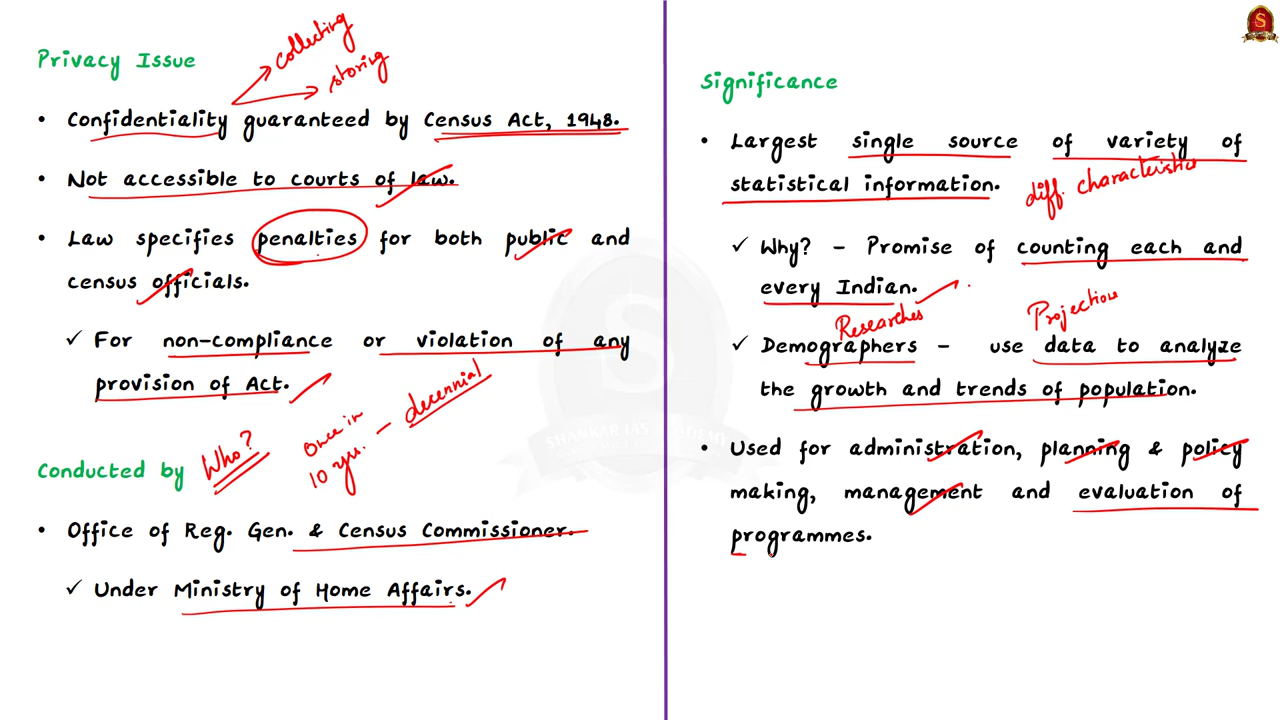 Privacy Issue
collecting
storing
• Confidentiality guaranteed by Census Act, 1948.
• Not accessible to courts of law.
• Law specifies penalties for both public and
census officials.
✓ For non-compliance or violation of any
provision of Act.
Conducted by
Who?
once in
10 yrs. – decennial
• Office of Reg. Gen. & Census Commissioner.
✓ Under Ministry of Home Affairs.
Significance
• Largest single source of variety of
statistical information.
diff. characteristics
✓ Why? – Promise of counting each and
every Indian.
Researches
Projections
✓ Demographers – use data to analyze
the growth and trends of population.
• Used for administration, planning & policy
making, management and evaluation of
programmes.
S
SHANKAR IAS ACADEMY